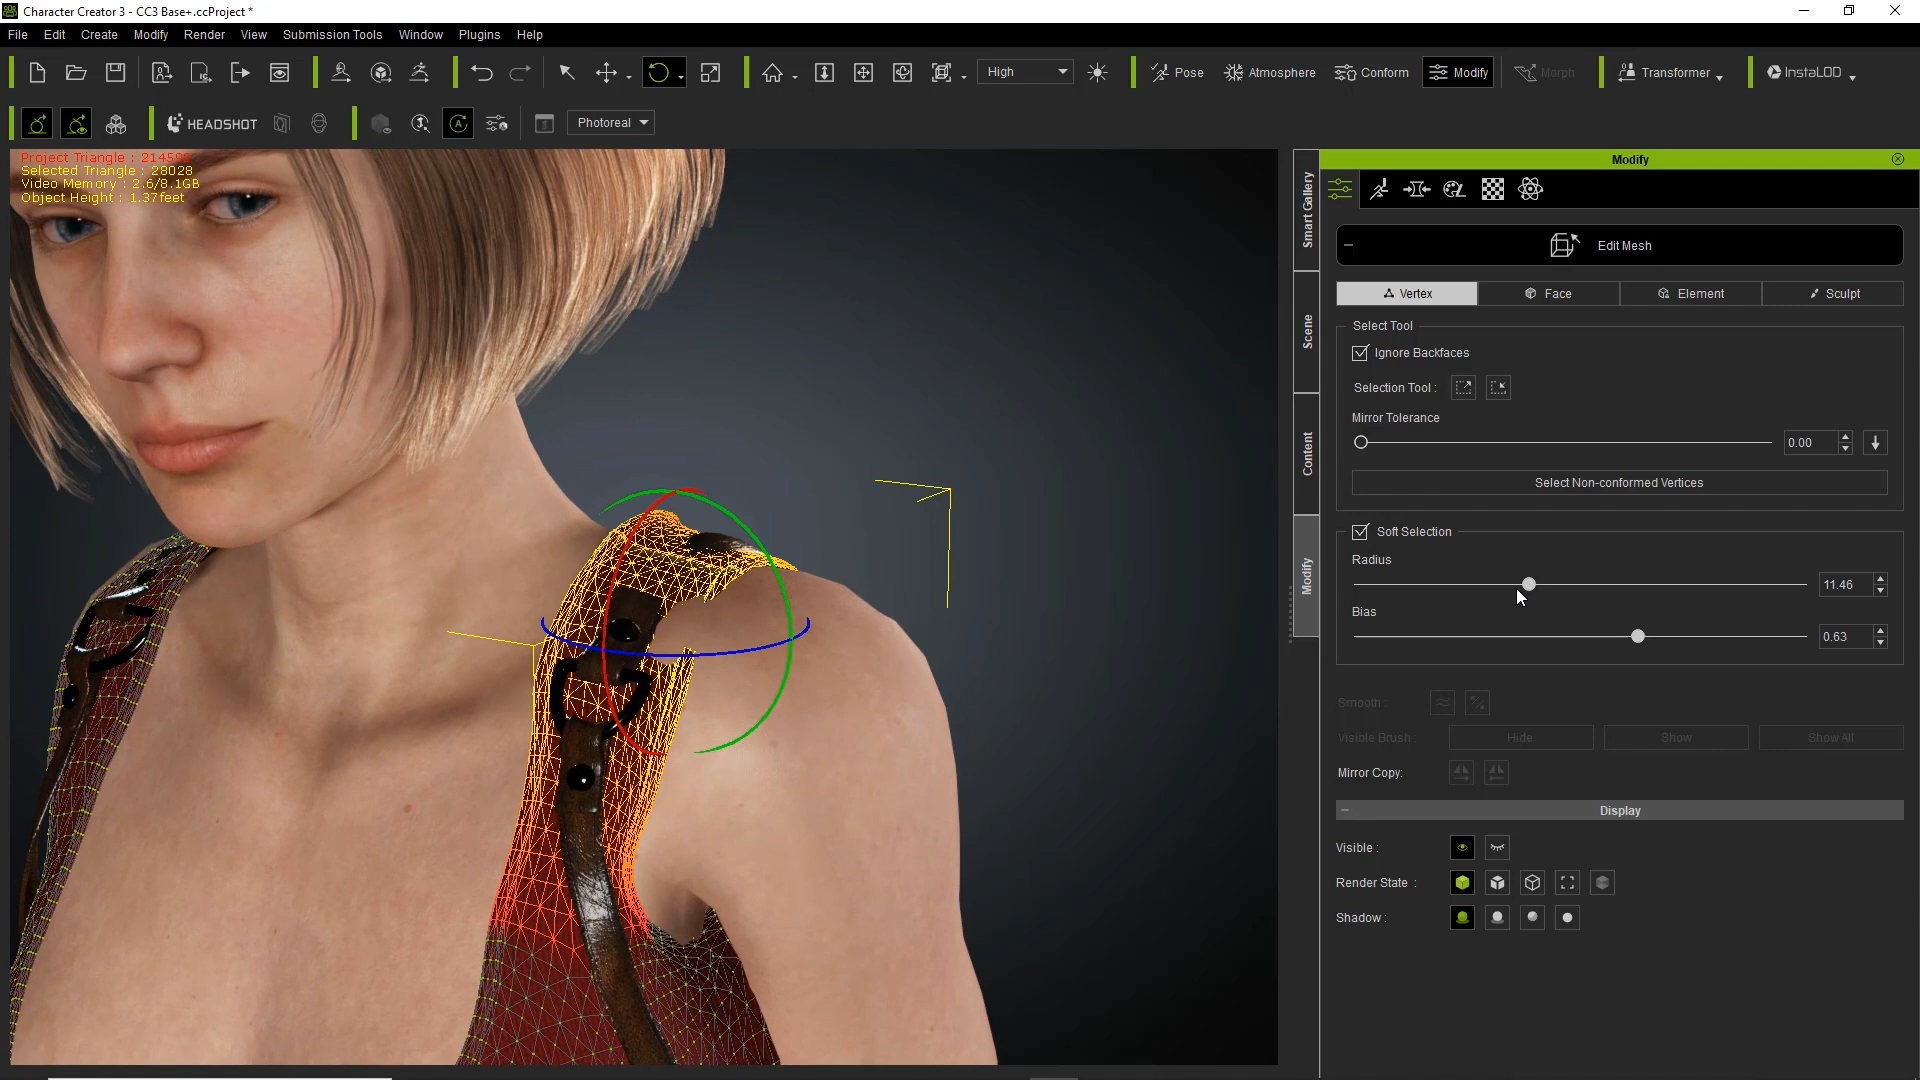 Character Creator 3 - CC3 Base+.ccProject *
File Edit Create Modify Render View Submission Tools Window Plugins Help
High Pose Atmosphere Conform Modify Morph Transformer InstaLOD
HEADSHOT Photoreal
Project Triangle : 214592
Selected Triangle : 28028
Video Memory : 2.6/8.1GB
Object Height : 1.37feet
Smart Gallery
Scene
Content
Modify
Modify
Edit Mesh
Vertex Face Element Sculpt
Select Tool
Ignore Backfaces
Selection Tool :
Mirror Tolerance
0.00
Select Non-conformed Vertices
Soft Selection
Radius
11.46
Bias
0.63
Smooth :
Visible Brush : Hide Show Show All
Mirror Copy:
Display
Visible :
Render State :
Shadow :